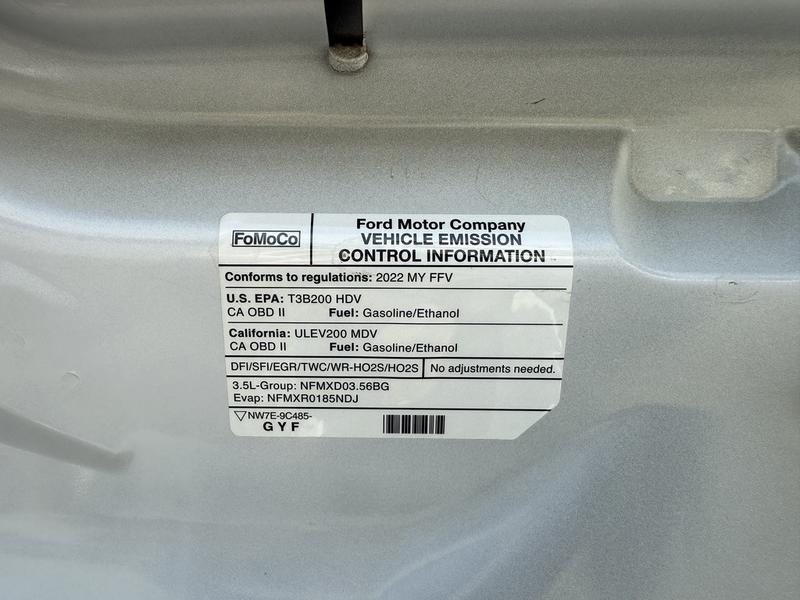 FoMoCo
Ford Motor Company
VEHICLE EMISSION
CONTROL INFORMATION
Conforms to regulations: 2022 MY FFV
U.S. EPA: T3B200 HDV
CA OBD II Fuel: Gasoline/Ethanol
California: ULEV200 MDV
CA OBD II Fuel: Gasoline/Ethanol
DFI/SFI/EGR/TWC/WR-HO2S/HO2S No adjustments needed.
3.5L-Group: NFMXD03.56BG
Evap: NFMXR0185NDJ
NW7E-9C485-
G Y F